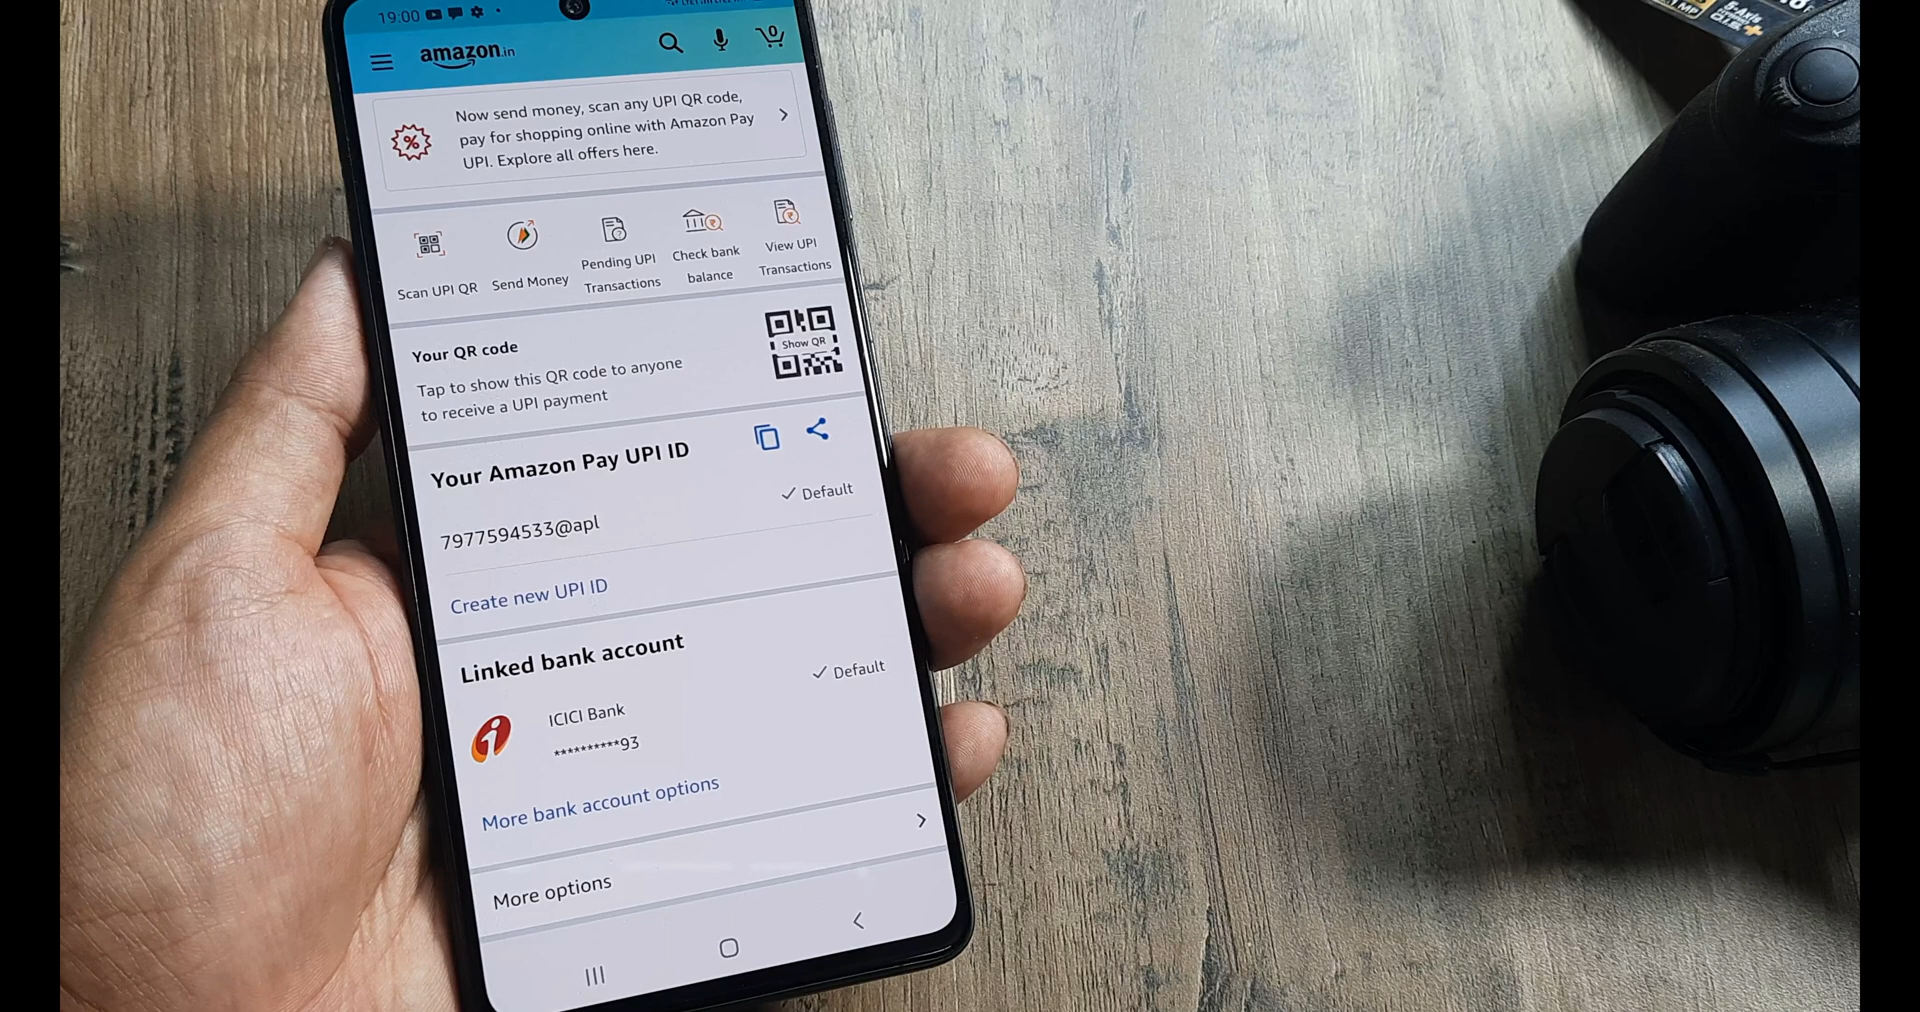 19:00
amazon.in
0
Now send money, scan any UPI QR code,
pay for shopping online with Amazon Pay
UPI. Explore all offers here.
Scan UPI QR
Send Money
Pending UPI
Transactions
Check bank
balance
View UPI
Transactions
Your QR code
Tap to show this QR code to anyone
to receive a UPI payment
Show QR
Your Amazon Pay UPI ID
Default
7977594533@apl
Create new UPI ID
Linked bank account
Default
ICICI Bank
**********93
More bank account options
More options
5-Axis
MP